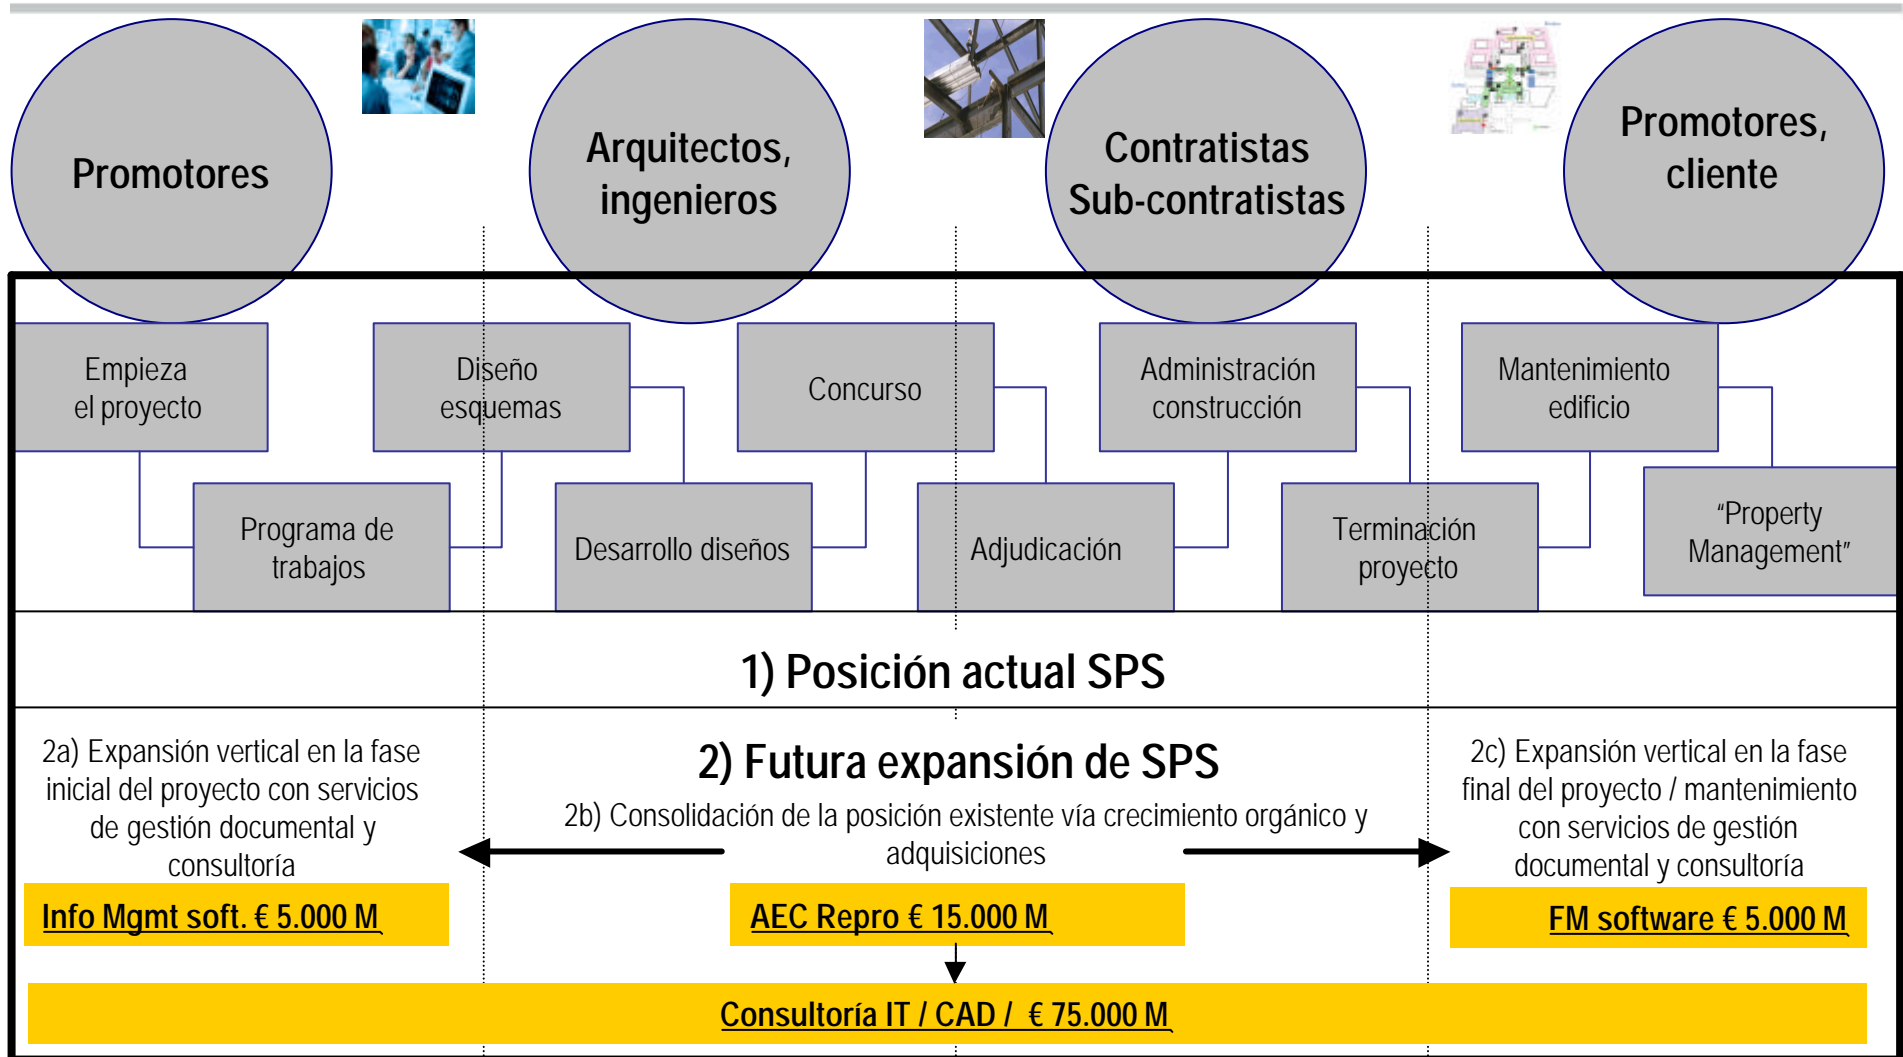 Promotores
Arquitectos,
ingenieros
Contratistas
Sub-contratistas
Promotores,
cliente
Empieza
el proyecto
Diseño
esquemas
Concurso
Administración
construcción
Mantenimiento
edificio
Programa de
trabajos
Desarrollo diseños
Adjudicación
Terminación
proyecto
“Property
Management”
1) Posición actual SPS
2a) Expansión vertical en la fase
inicial del proyecto con servicios
de gestión documental y
consultoría
2) Futura expansión de SPS
2b) Consolidación de la posición existente vía crecimiento orgánico y
adquisiciones
2c) Expansión vertical en la fase
final del proyecto / mantenimiento
con servicios de gestión
documental y consultoría
Info Mgmt soft. € 5.000 M
AEC Repro € 15.000 M
FM software € 5.000 M
Consultoría IT / CAD / € 75.000 M